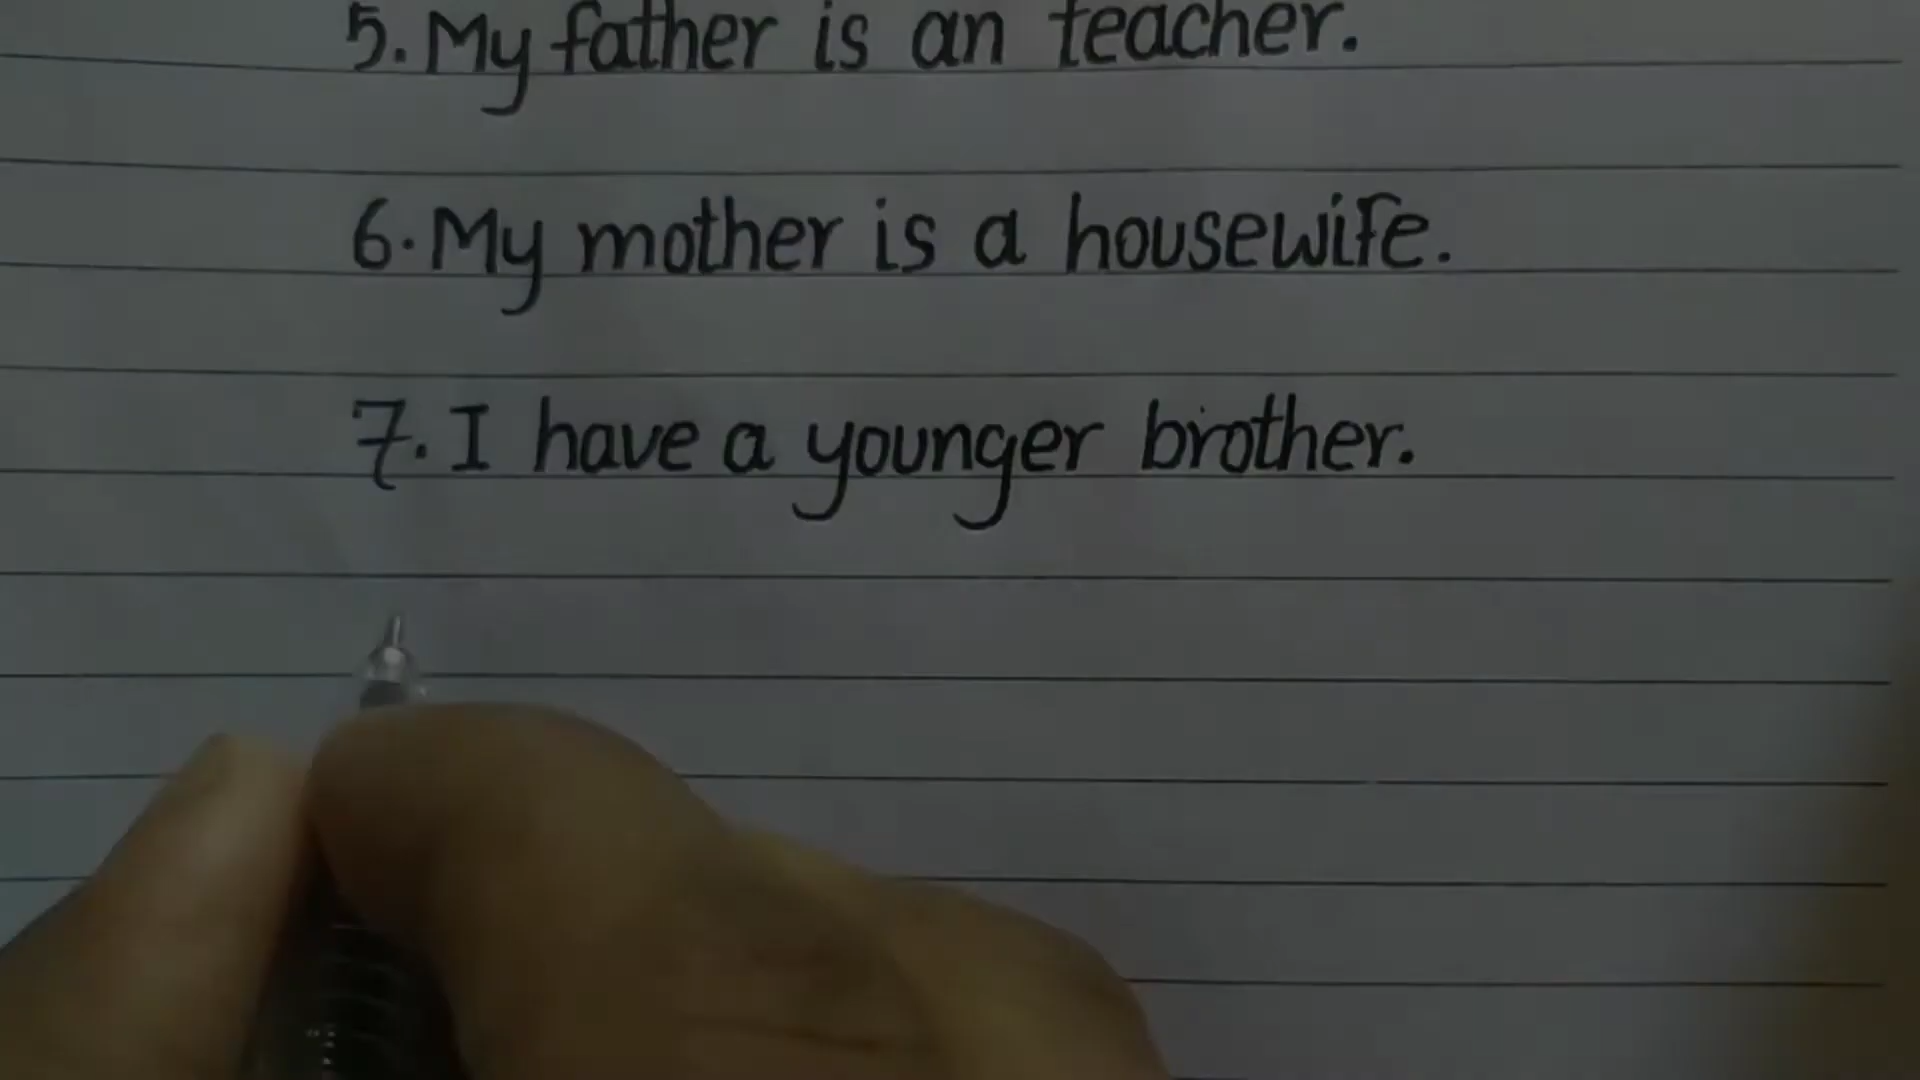 5. My father is an teacher.
6. My mother is a housewife.
7. I have a younger brother.